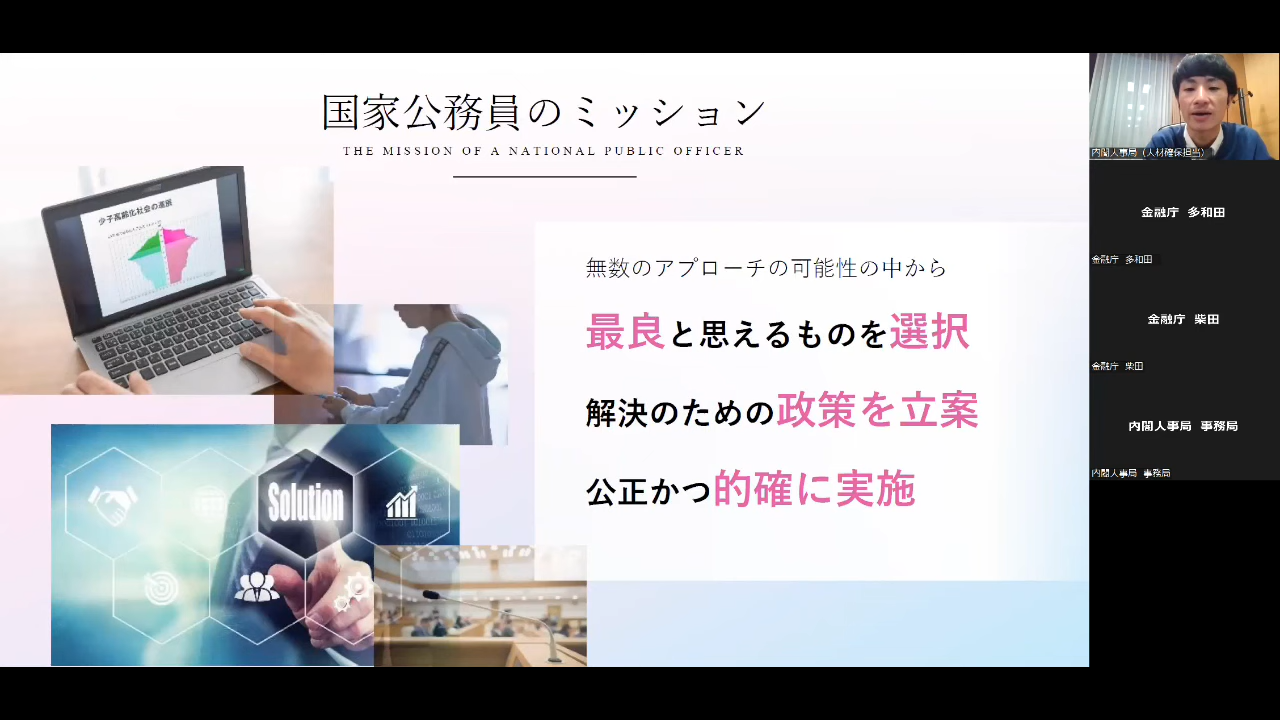 国家公務員のミッション
THE MISSION OF A NATIONAL PUBLIC OFFICER
少子高齢化社会の進展
無数のアプローチの可能性の中から
最良と思えるものを選択
解決のための政策を立案
公正かつ的確に実施
Solution
内閣人事局（人材確保担当）
金融庁 多和田
金融庁 多和田
金融庁 柴田
金融庁 柴田
内閣人事局 事務局
内閣人事局 事務局